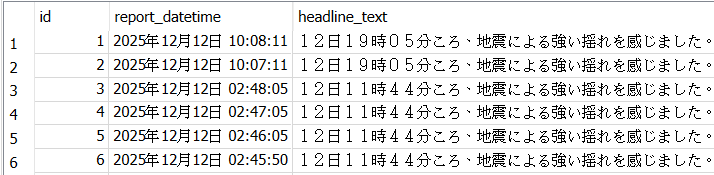 id report_datetime headline_text
1 1 2025年12月12日 10:08:11 １２日１９時０５分ころ、地震による強い揺れを感じました。
2 2 2025年12月12日 10:07:11 １２日１９時０５分ころ、地震による強い揺れを感じました。
3 3 2025年12月12日 02:48:05 １２日１１時４４分ころ、地震による強い揺れを感じました。
4 4 2025年12月12日 02:47:05 １２日１１時４４分ころ、地震による強い揺れを感じました。
5 5 2025年12月12日 02:46:05 １２日１１時４４分ころ、地震による強い揺れを感じました。
6 6 2025年12月12日 02:45:50 １２日１１時４４分ころ、地震による強い揺れを感じました。